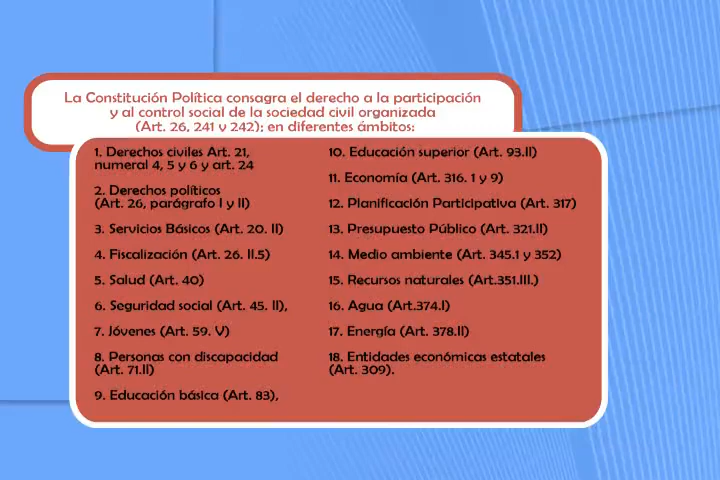 La Constitución Política consagra el derecho a la participación
y al control social de la sociedad civil organizada
(Art. 26, 241 y 242); en diferentes ámbitos:
1. Derechos civiles Art. 21,
numeral 4, 5 y 6 y art. 24
2. Derechos políticos
(Art. 26, parágrafo I y II)
3. Servicios Básicos (Art. 20. II)
4. Fiscalización (Art. 26. II.5)
5. Salud (Art. 40)
6. Seguridad social (Art. 45. II),
7. Jóvenes (Art. 59. V)
8. Personas con discapacidad
(Art. 71.II)
9. Educación básica (Art. 83),
10. Educación superior (Art. 93.II)
11. Economía (Art. 316. 1 y 9)
12. Planificación Participativa (Art. 317)
13. Presupuesto Público (Art. 321.II)
14. Medio ambiente (Art. 345.1 y 352)
15. Recursos naturales (Art.351.III.)
16. Agua (Art.374.I)
17. Energía (Art. 378.II)
18. Entidades económicas estatales
(Art. 309).